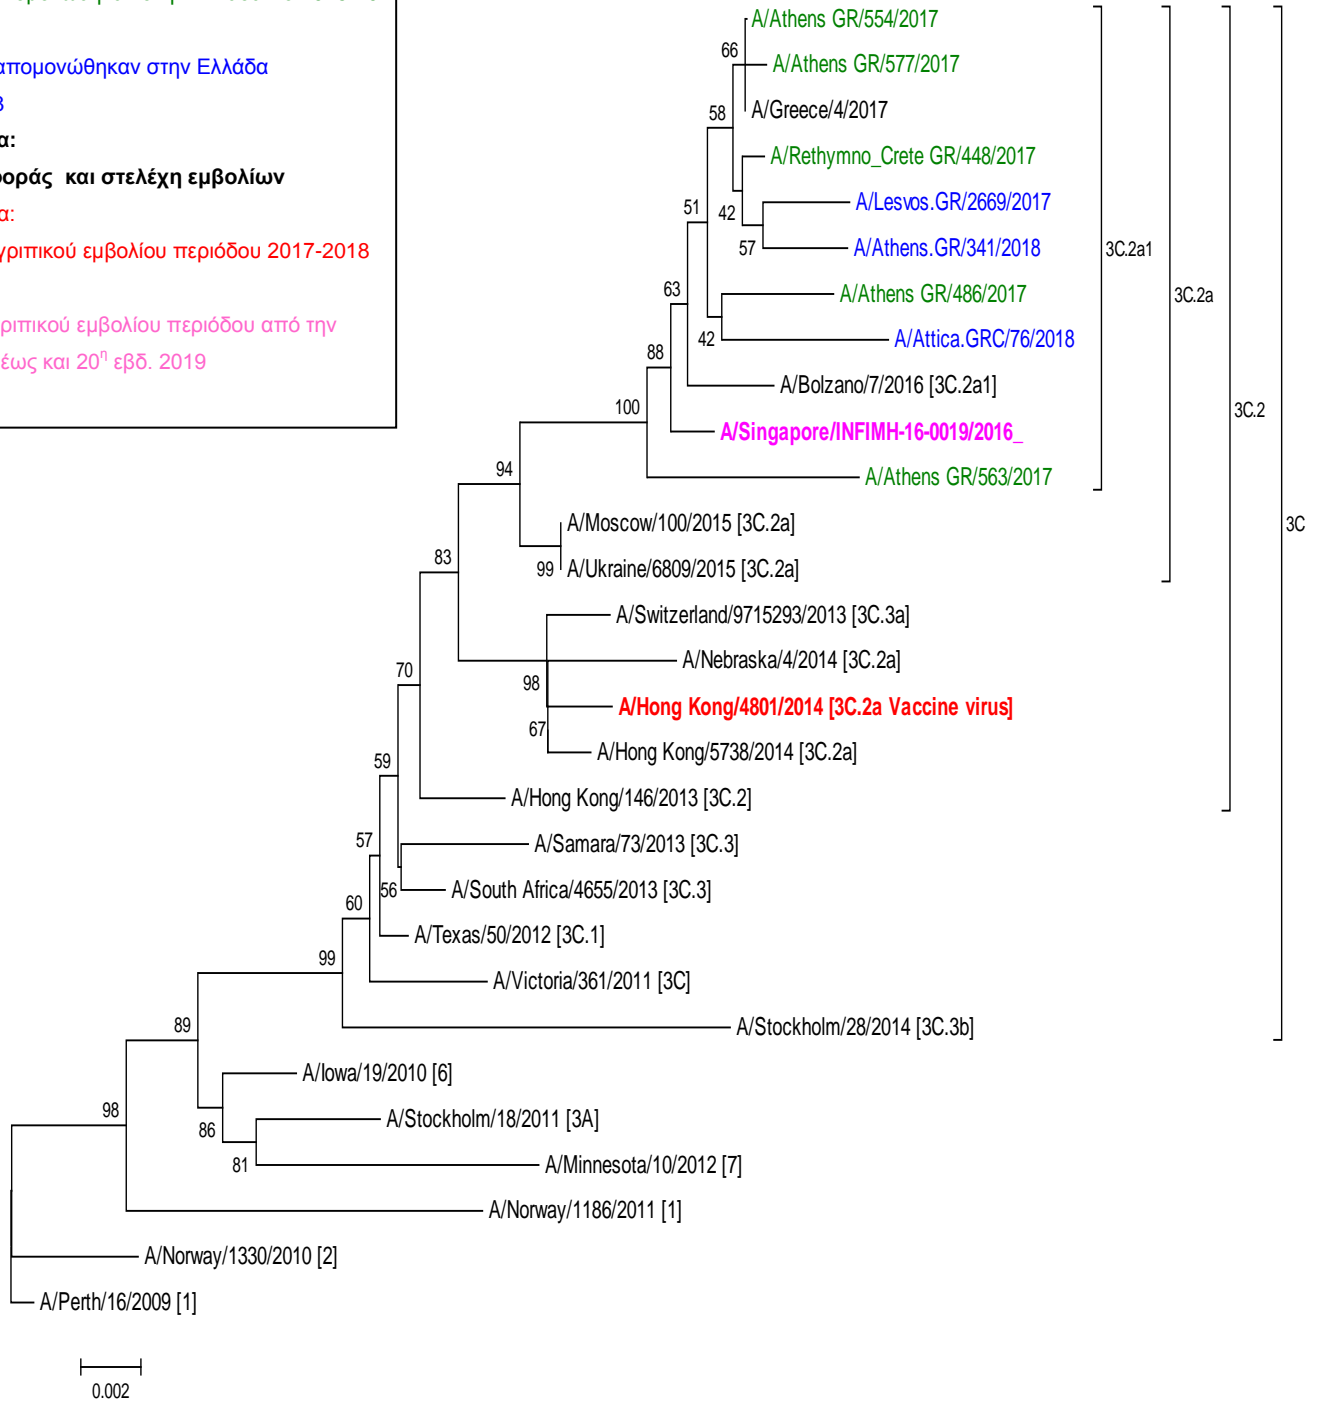 απομονώθηκαν στην Ελλάδα
α:
και στελέχη εμβολίων
α:
γριπικού εμβολίου περιόδου 2017-2018
εμβολίου περιόδου από την
έως και 20η εβδ. 2019
A/Athens GR/554/2017
66
A/Athens GR/577/2017
58
A/Greece/4/2017
A/Rethymno_Crete GR/448/2017
51
42
A/Lesvos.GR/2669/2017
57
A/Athens.GR/341/2018
3C.2a1
63
A/Athens GR/486/2017
3C.2a
42
A/Attica.GRC/76/2018
88
A/Bolzano/7/2016 [3C.2a1]
100
3C.2
A/Singapore/INFIMH-16-0019/2016_
94
A/Athens GR/563/2017
A/Moscow/100/2015 [3C.2a]
3C
83
99
A/Ukraine/6809/2015 [3C.2a]
A/Switzerland/9715293/2013 [3C.3a]
70
A/Nebraska/4/2014 [3C.2a]
98
A/Hong Kong/4801/2014 [3C.2a Vaccine virus]
67
A/Hong Kong/5738/2014 [3C.2a]
59
A/Hong Kong/146/2013 [3C.2]
57
A/Samara/73/2013 [3C.3]
56
A/South Africa/4655/2013 [3C.3]
60
A/Texas/50/2012 [3C.1]
99
A/Victoria/361/2011 [3C]
89
A/Stockholm/28/2014 [3C.3b]
A/Iowa/19/2010 [6]
98
86
A/Stockholm/18/2011 [3A]
81
A/Minnesota/10/2012 [7]
A/Norway/1186/2011 [1]
A/Norway/1330/2010 [2]
A/Perth/16/2009 [1]
0.002